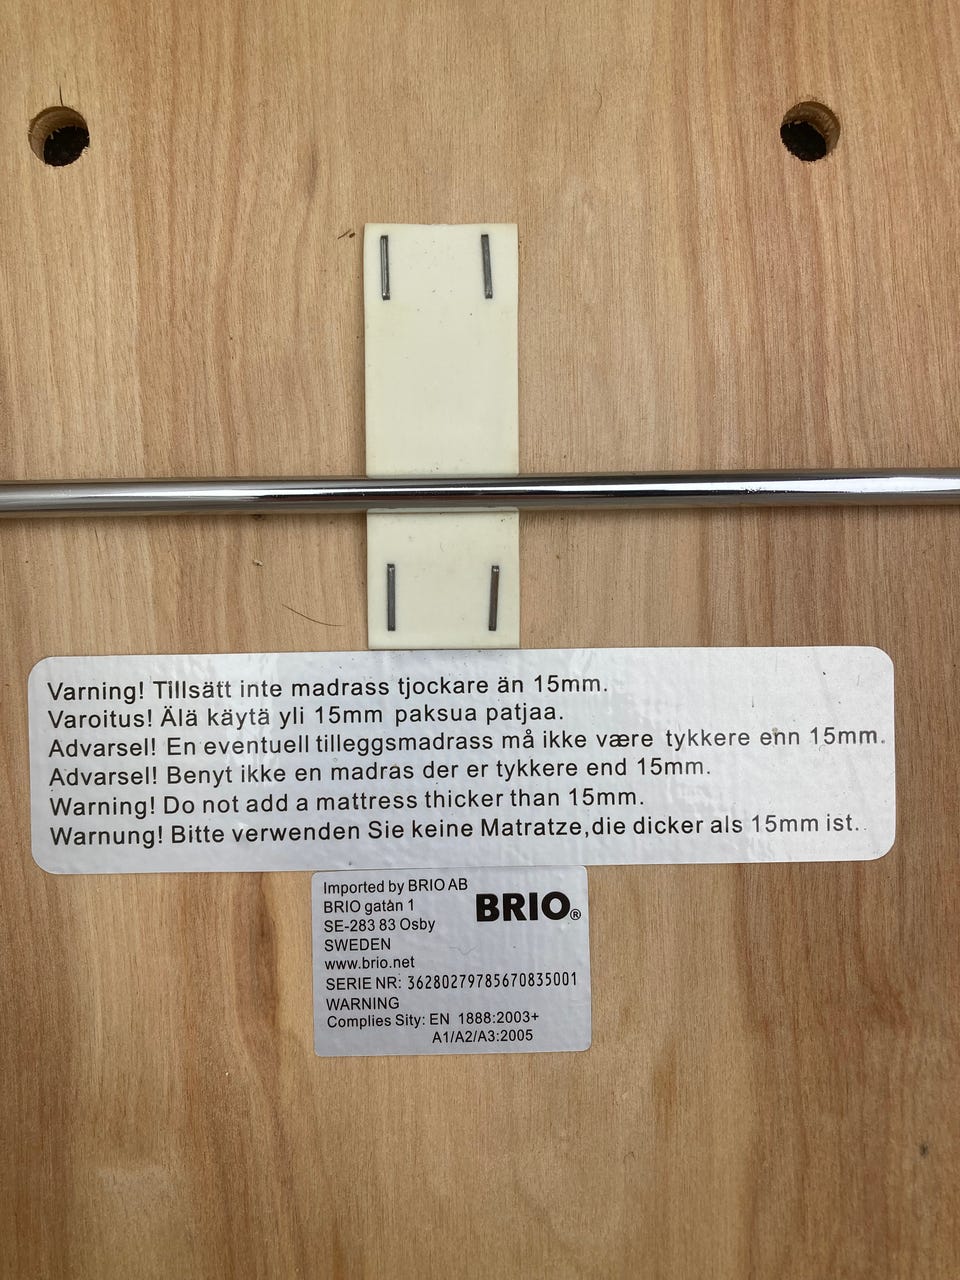 Varning! Tillsätt inte madrass tjockare än 15mm.
Varoitus! Älä käytä yli 15mm paksua patjaa.
Advarsel! En eventuell tilleggsmadrass må ikke være tykkere enn 15mm.
Advarsel! Benyt ikke en madras der er tykkere end 15mm.
Warning! Do not add a mattress thicker than 15mm.
Warnung! Bitte verwenden Sie keine Matratze,die dicker als 15mm ist..
Imported by BRIO AB
BRIO gatån 1
SE-283 83 Osby
SWEDEN
www.brio.net
BRIO®
SERIE NR: 36280279785670835001
WARNING
Complies Sity: EN 1888:2003+
A1/A2/A3:2005